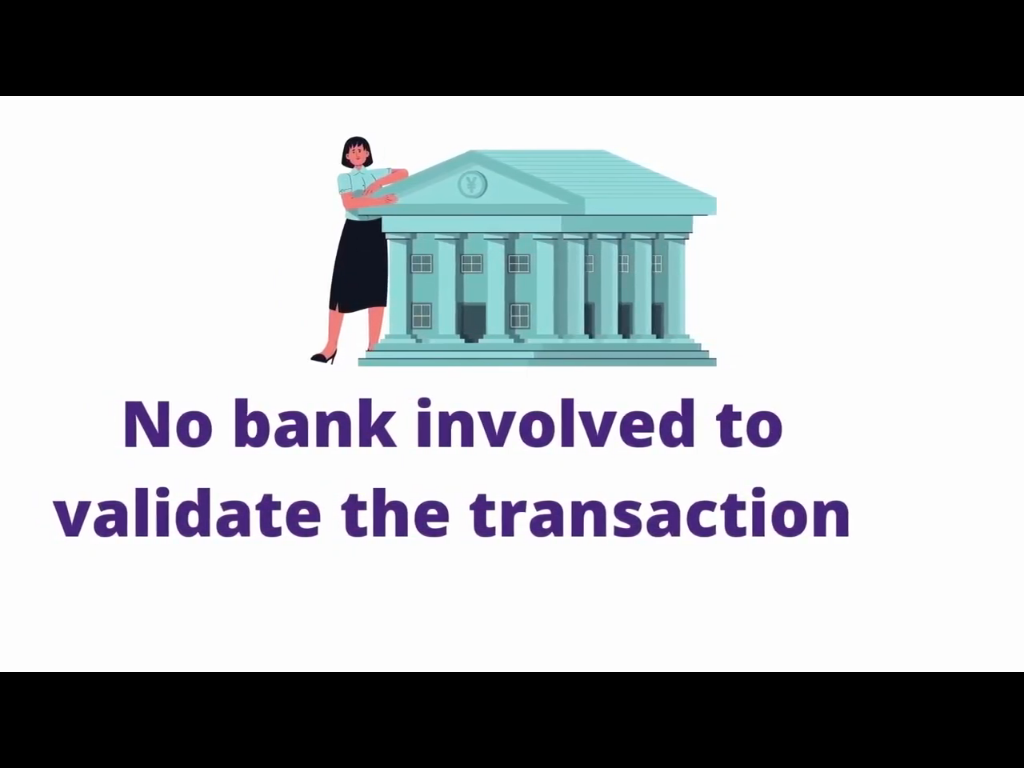 ¥
No bank involved to
validate the transaction